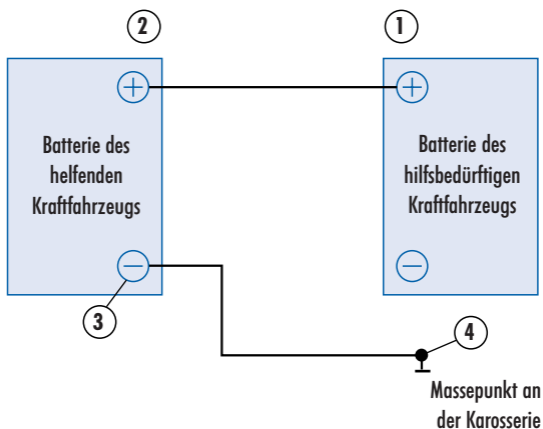 2
1
+
+
Batterie des
helfenden
Kraftfahrzeugs
Batterie des
hilfsbedürftigen
Kraftfahrzeugs
−
−
3
4
Massepunkt an
der Karosserie